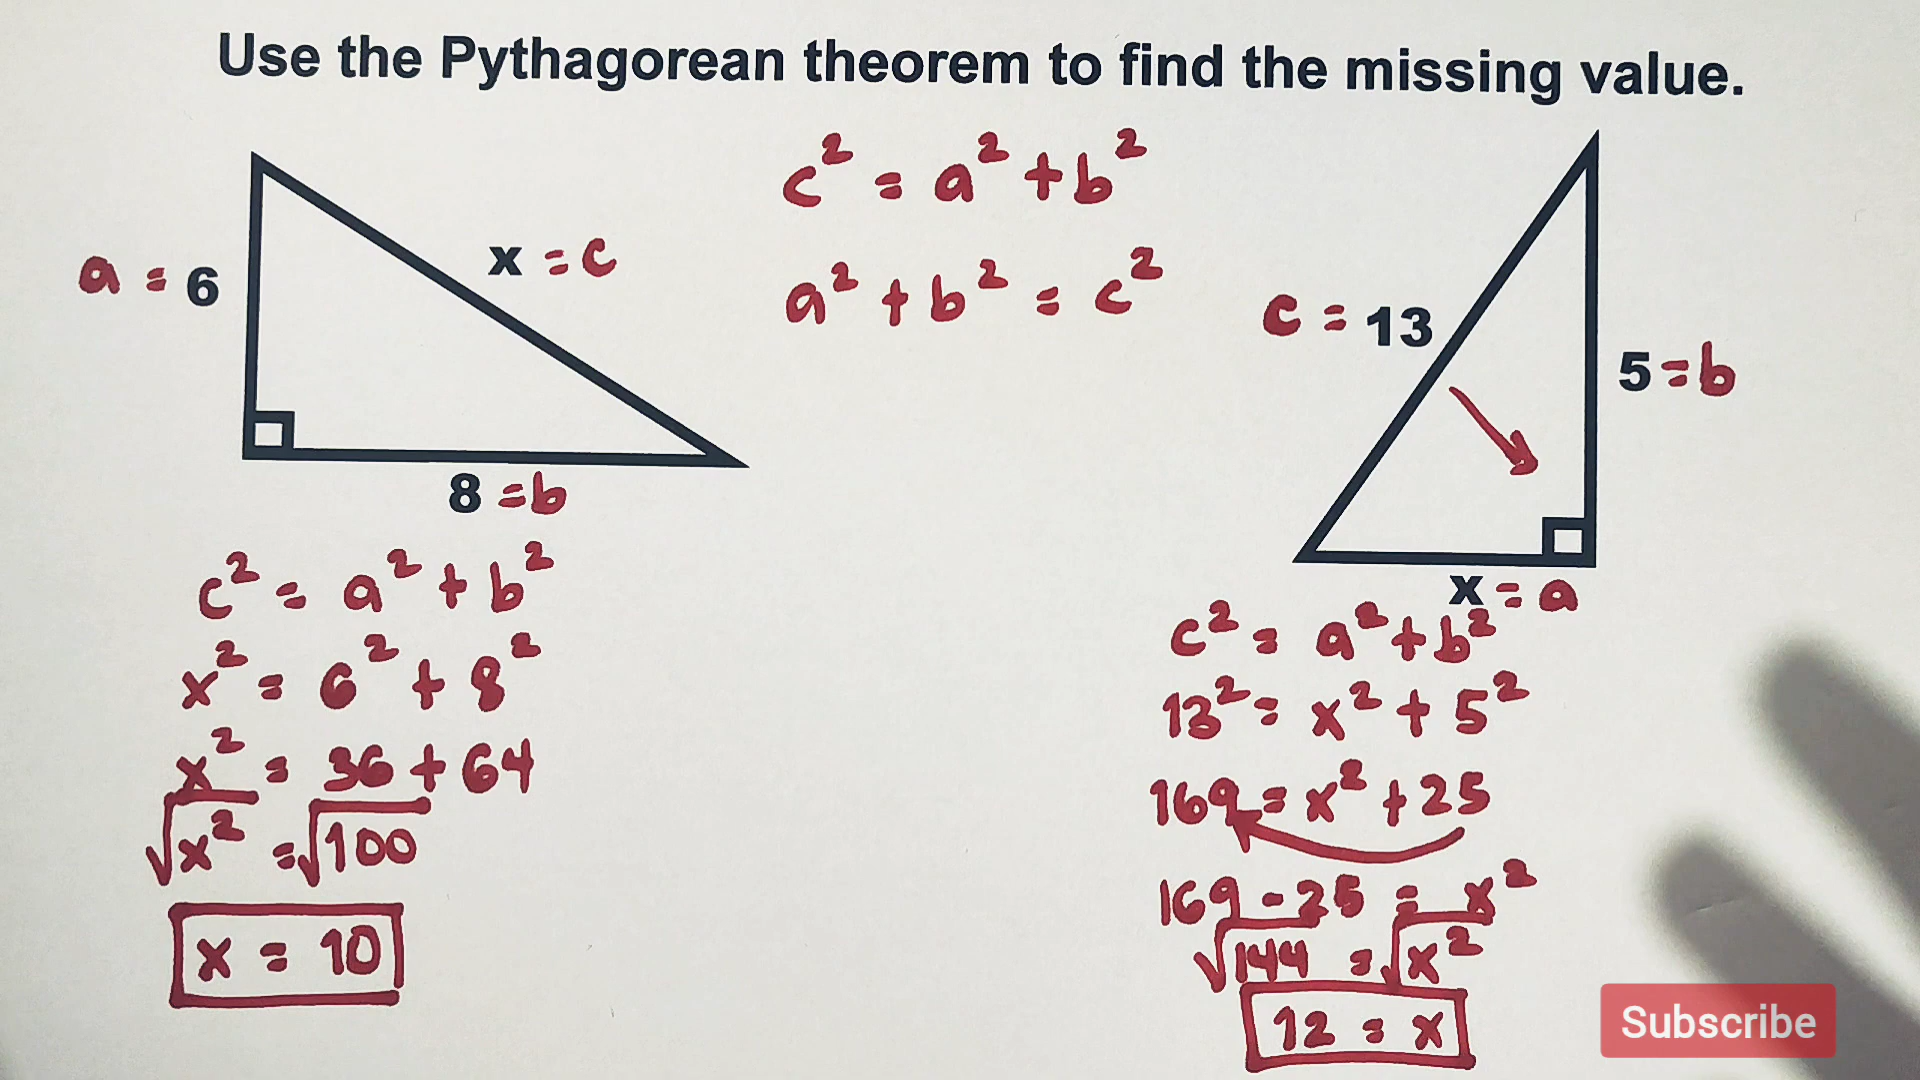 Use the Pythagorean theorem to find the missing value.
a = 6
x = c
8 = b
c² = a² + b²
x² = 6² + 8²
x² = 36 + 64
√x² = √100
x = 10
c² = a² + b²
a² + b² = c²
c = 13
5 = b
x = a
c² = a² + b²
13² = x² + 5²
169 = x² + 25
169 - 25 = x²
√144 = √x²
12 = x
Subscribe